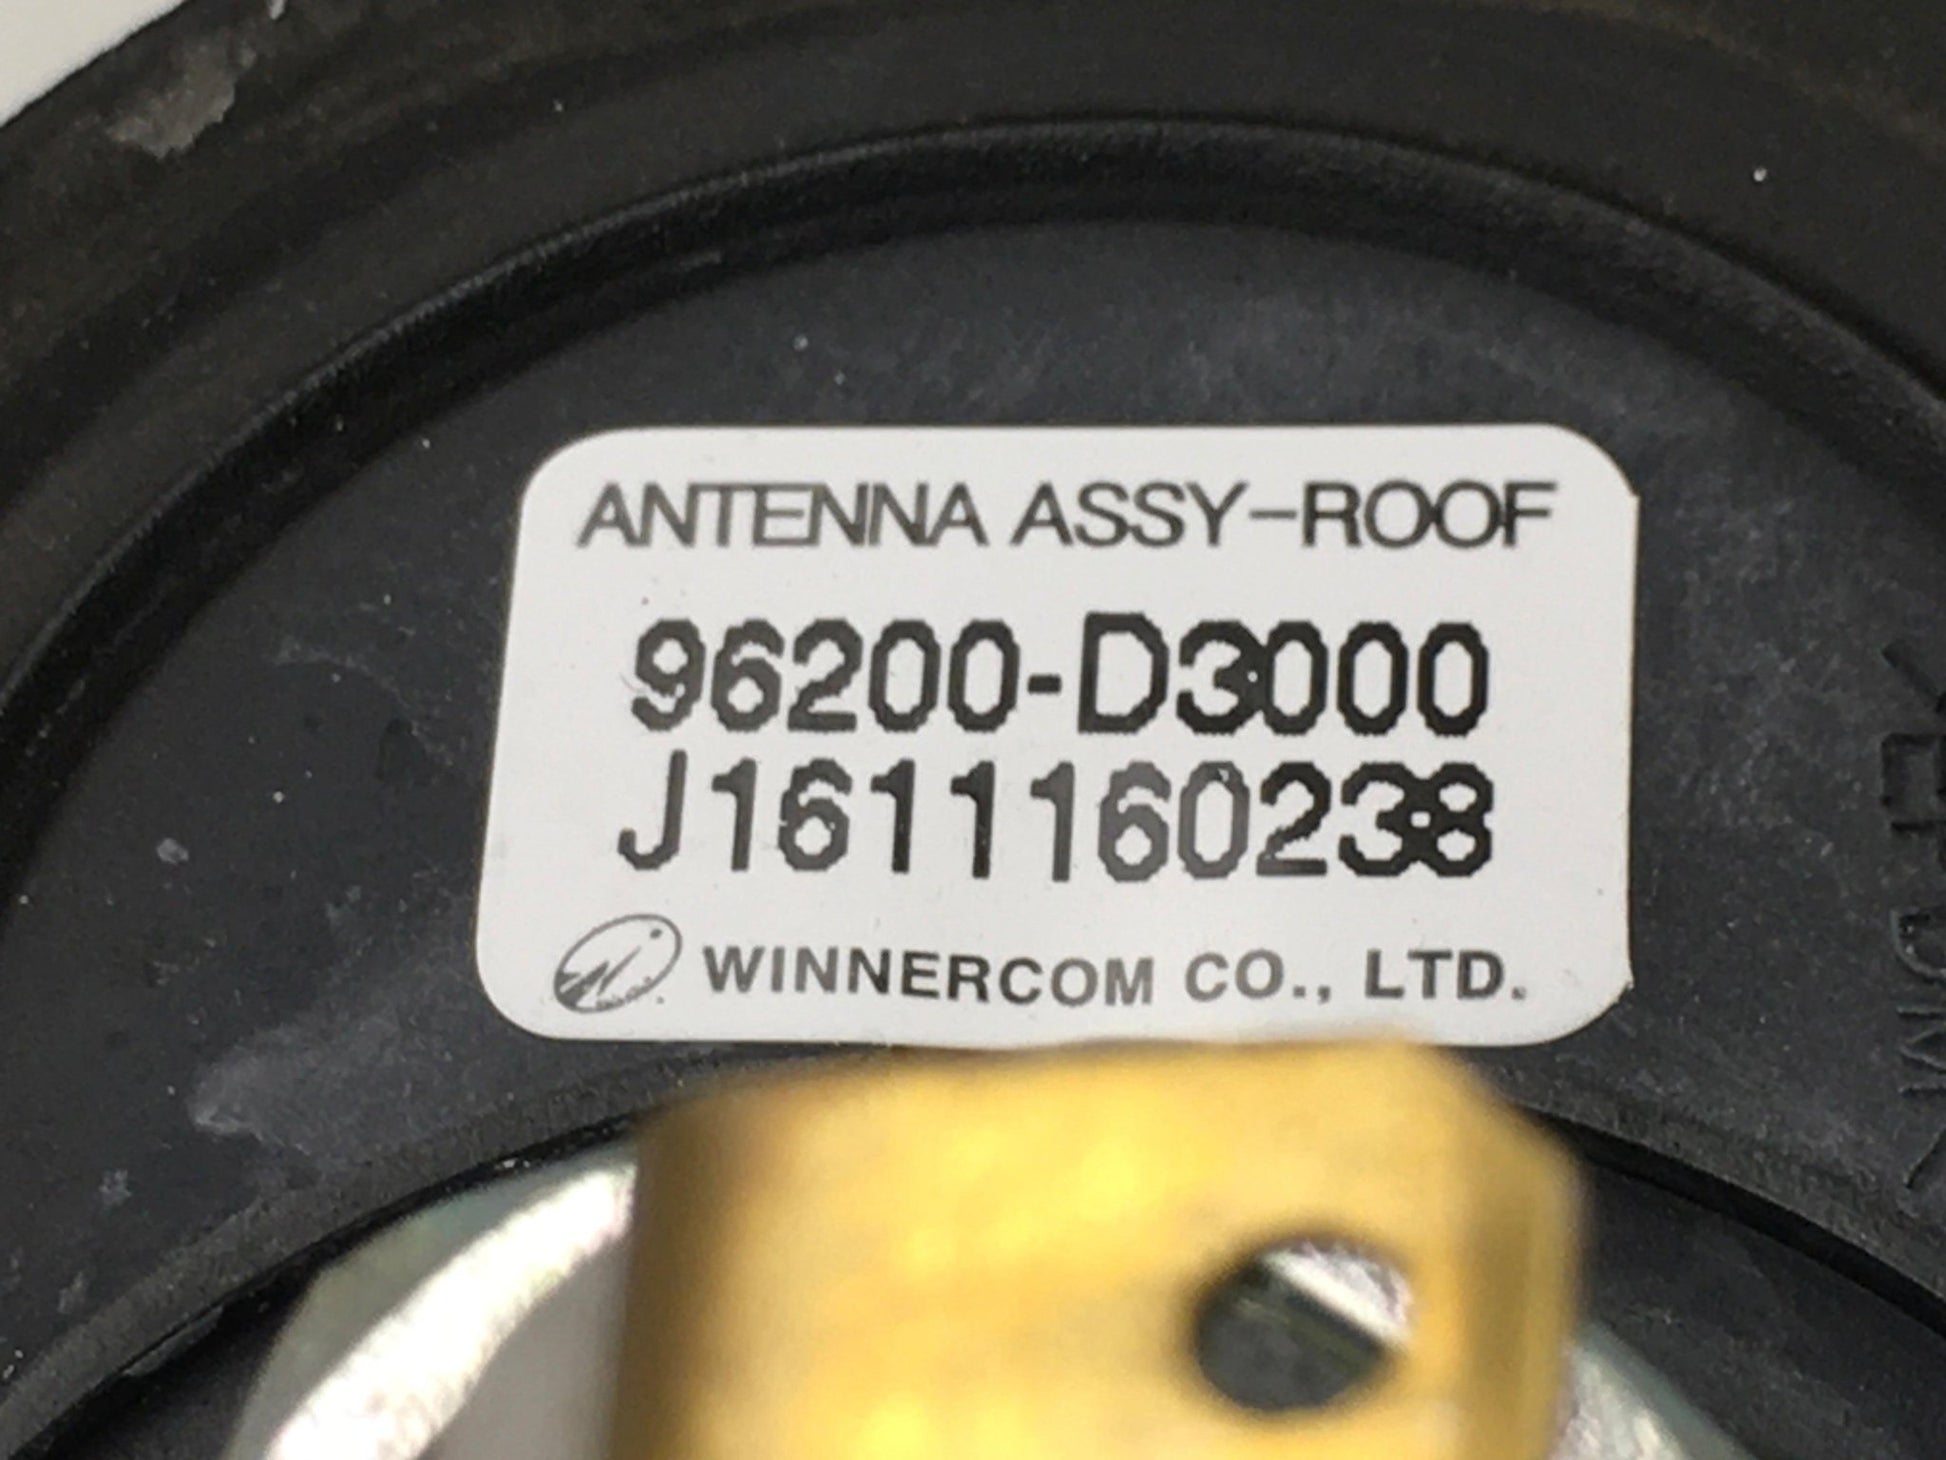 ANTENNA ASSY-ROOF
96200-D3000
J1611160238
WINNERCOM CO., LTD.